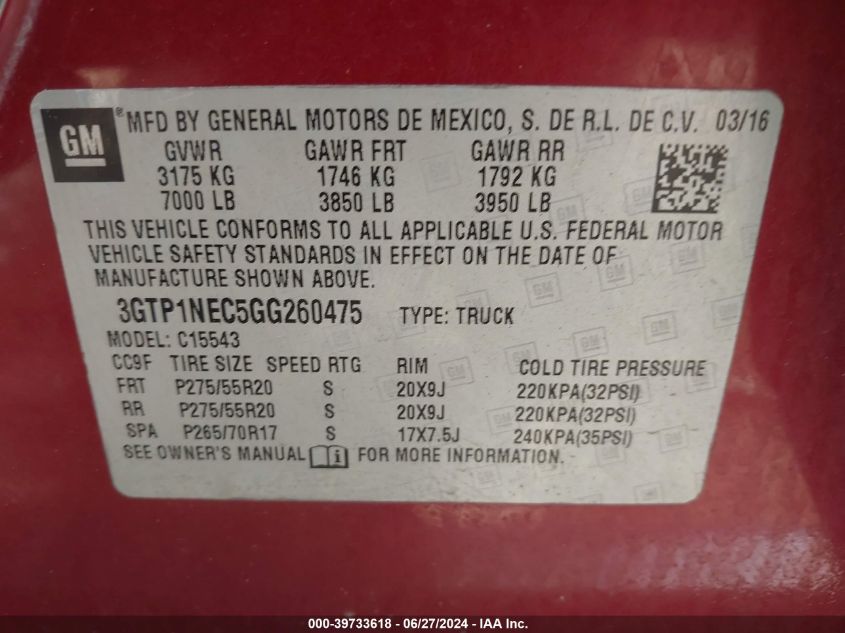 GM ® MFD BY GENERAL MOTORS DE MEXICO, S. DE R.L. DE C.V. 03/16
GVWR GAWR FRT GAWR RR
3175 KG 1746 KG 1792 KG
7000 LB 3850 LB 3950 LB
THIS VEHICLE CONFORMS TO ALL APPLICABLE U.S. FEDERAL MOTOR
VEHICLE SAFETY STANDARDS IN EFFECT ON THE DATE OF
MANUFACTURE SHOWN ABOVE.
3GTP1NEC5GG260475 TYPE: TRUCK
MODEL: C15543
CC9F TIRE SIZE SPEED RTG RIM COLD TIRE PRESSURE
FRT P275/55R20 S 20X9J 220KPA(32PSI)
RR P275/55R20 S 20X9J 220KPA(32PSI)
SPA P265/70R17 S 17X7.5J 240KPA(35PSI)
SEE OWNER'S MANUAL i FOR MORE INFORMATION.
000-39733618 - 06/27/2024 - IAA Inc.